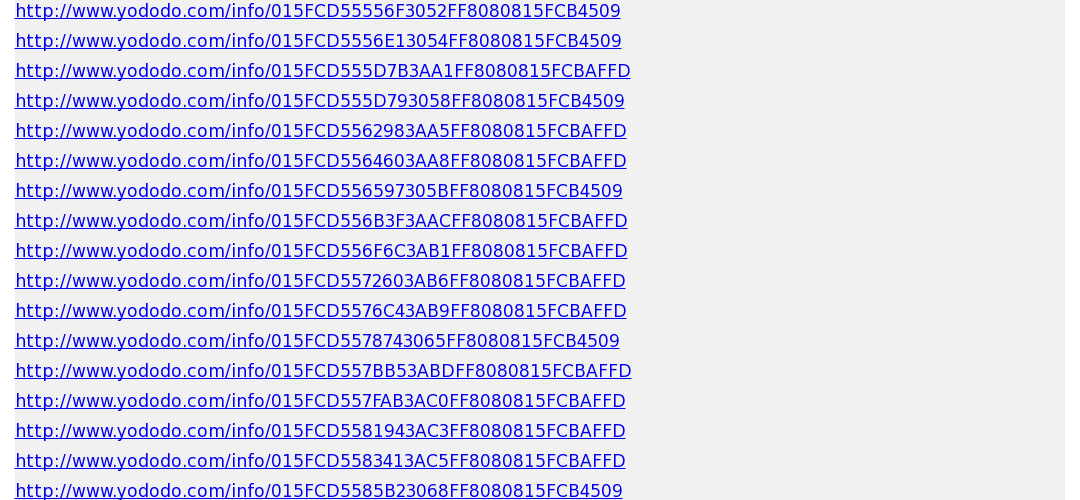 http://www.yododo.com/info/015FCD55556F3052FF8080815FCB4509
http://www.yododo.com/info/015FCD5556E13054FF8080815FCB4509
http://www.yododo.com/info/015FCD555D7B3AA1FF8080815FCBAFFD
http://www.yododo.com/info/015FCD555D793058FF8080815FCB4509
http://www.yododo.com/info/015FCD5562983AA5FF8080815FCBAFFD
http://www.yododo.com/info/015FCD5564603AA8FF8080815FCBAFFD
http://www.yododo.com/info/015FCD556597305BFF8080815FCB4509
http://www.yododo.com/info/015FCD556B3F3AACFF8080815FCBAFFD
http://www.yododo.com/info/015FCD556F6C3AB1FF8080815FCBAFFD
http://www.yododo.com/info/015FCD5572603AB6FF8080815FCBAFFD
http://www.yododo.com/info/015FCD5576C43AB9FF8080815FCBAFFD
http://www.yododo.com/info/015FCD5578743065FF8080815FCB4509
http://www.yododo.com/info/015FCD557BB53ABDFF8080815FCBAFFD
http://www.yododo.com/info/015FCD557FAB3AC0FF8080815FCBAFFD
http://www.yododo.com/info/015FCD5581943AC3FF8080815FCBAFFD
http://www.yododo.com/info/015FCD5583413AC5FF8080815FCBAFFD
http://www.yododo.com/info/015FCD5585B23068FF8080815FCB4509